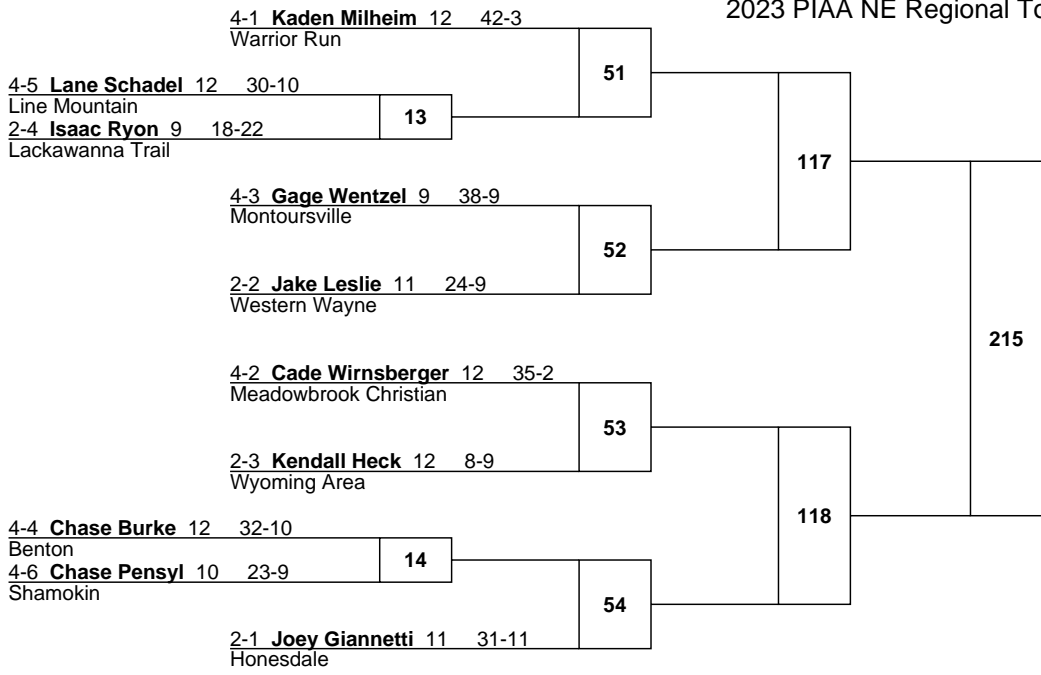 2023 PIAA NE Regional To
4-1 Kaden Milheim 12 42-3
Warrior Run
51
4-5 Lane Schadel 12 30-10
Line Mountain
13
2-4 Isaac Ryon 9 18-22
Lackawanna Trail
117
4-3 Gage Wentzel 9 38-9
Montoursville
52
2-2 Jake Leslie 11 24-9
Western Wayne
215
4-2 Cade Wirnsberger 12 35-2
Meadowbrook Christian
53
2-3 Kendall Heck 12 8-9
Wyoming Area
118
4-4 Chase Burke 12 32-10
Benton
14
4-6 Chase Pensyl 10 23-9
Shamokin
54
2-1 Joey Giannetti 11 31-11
Honesdale